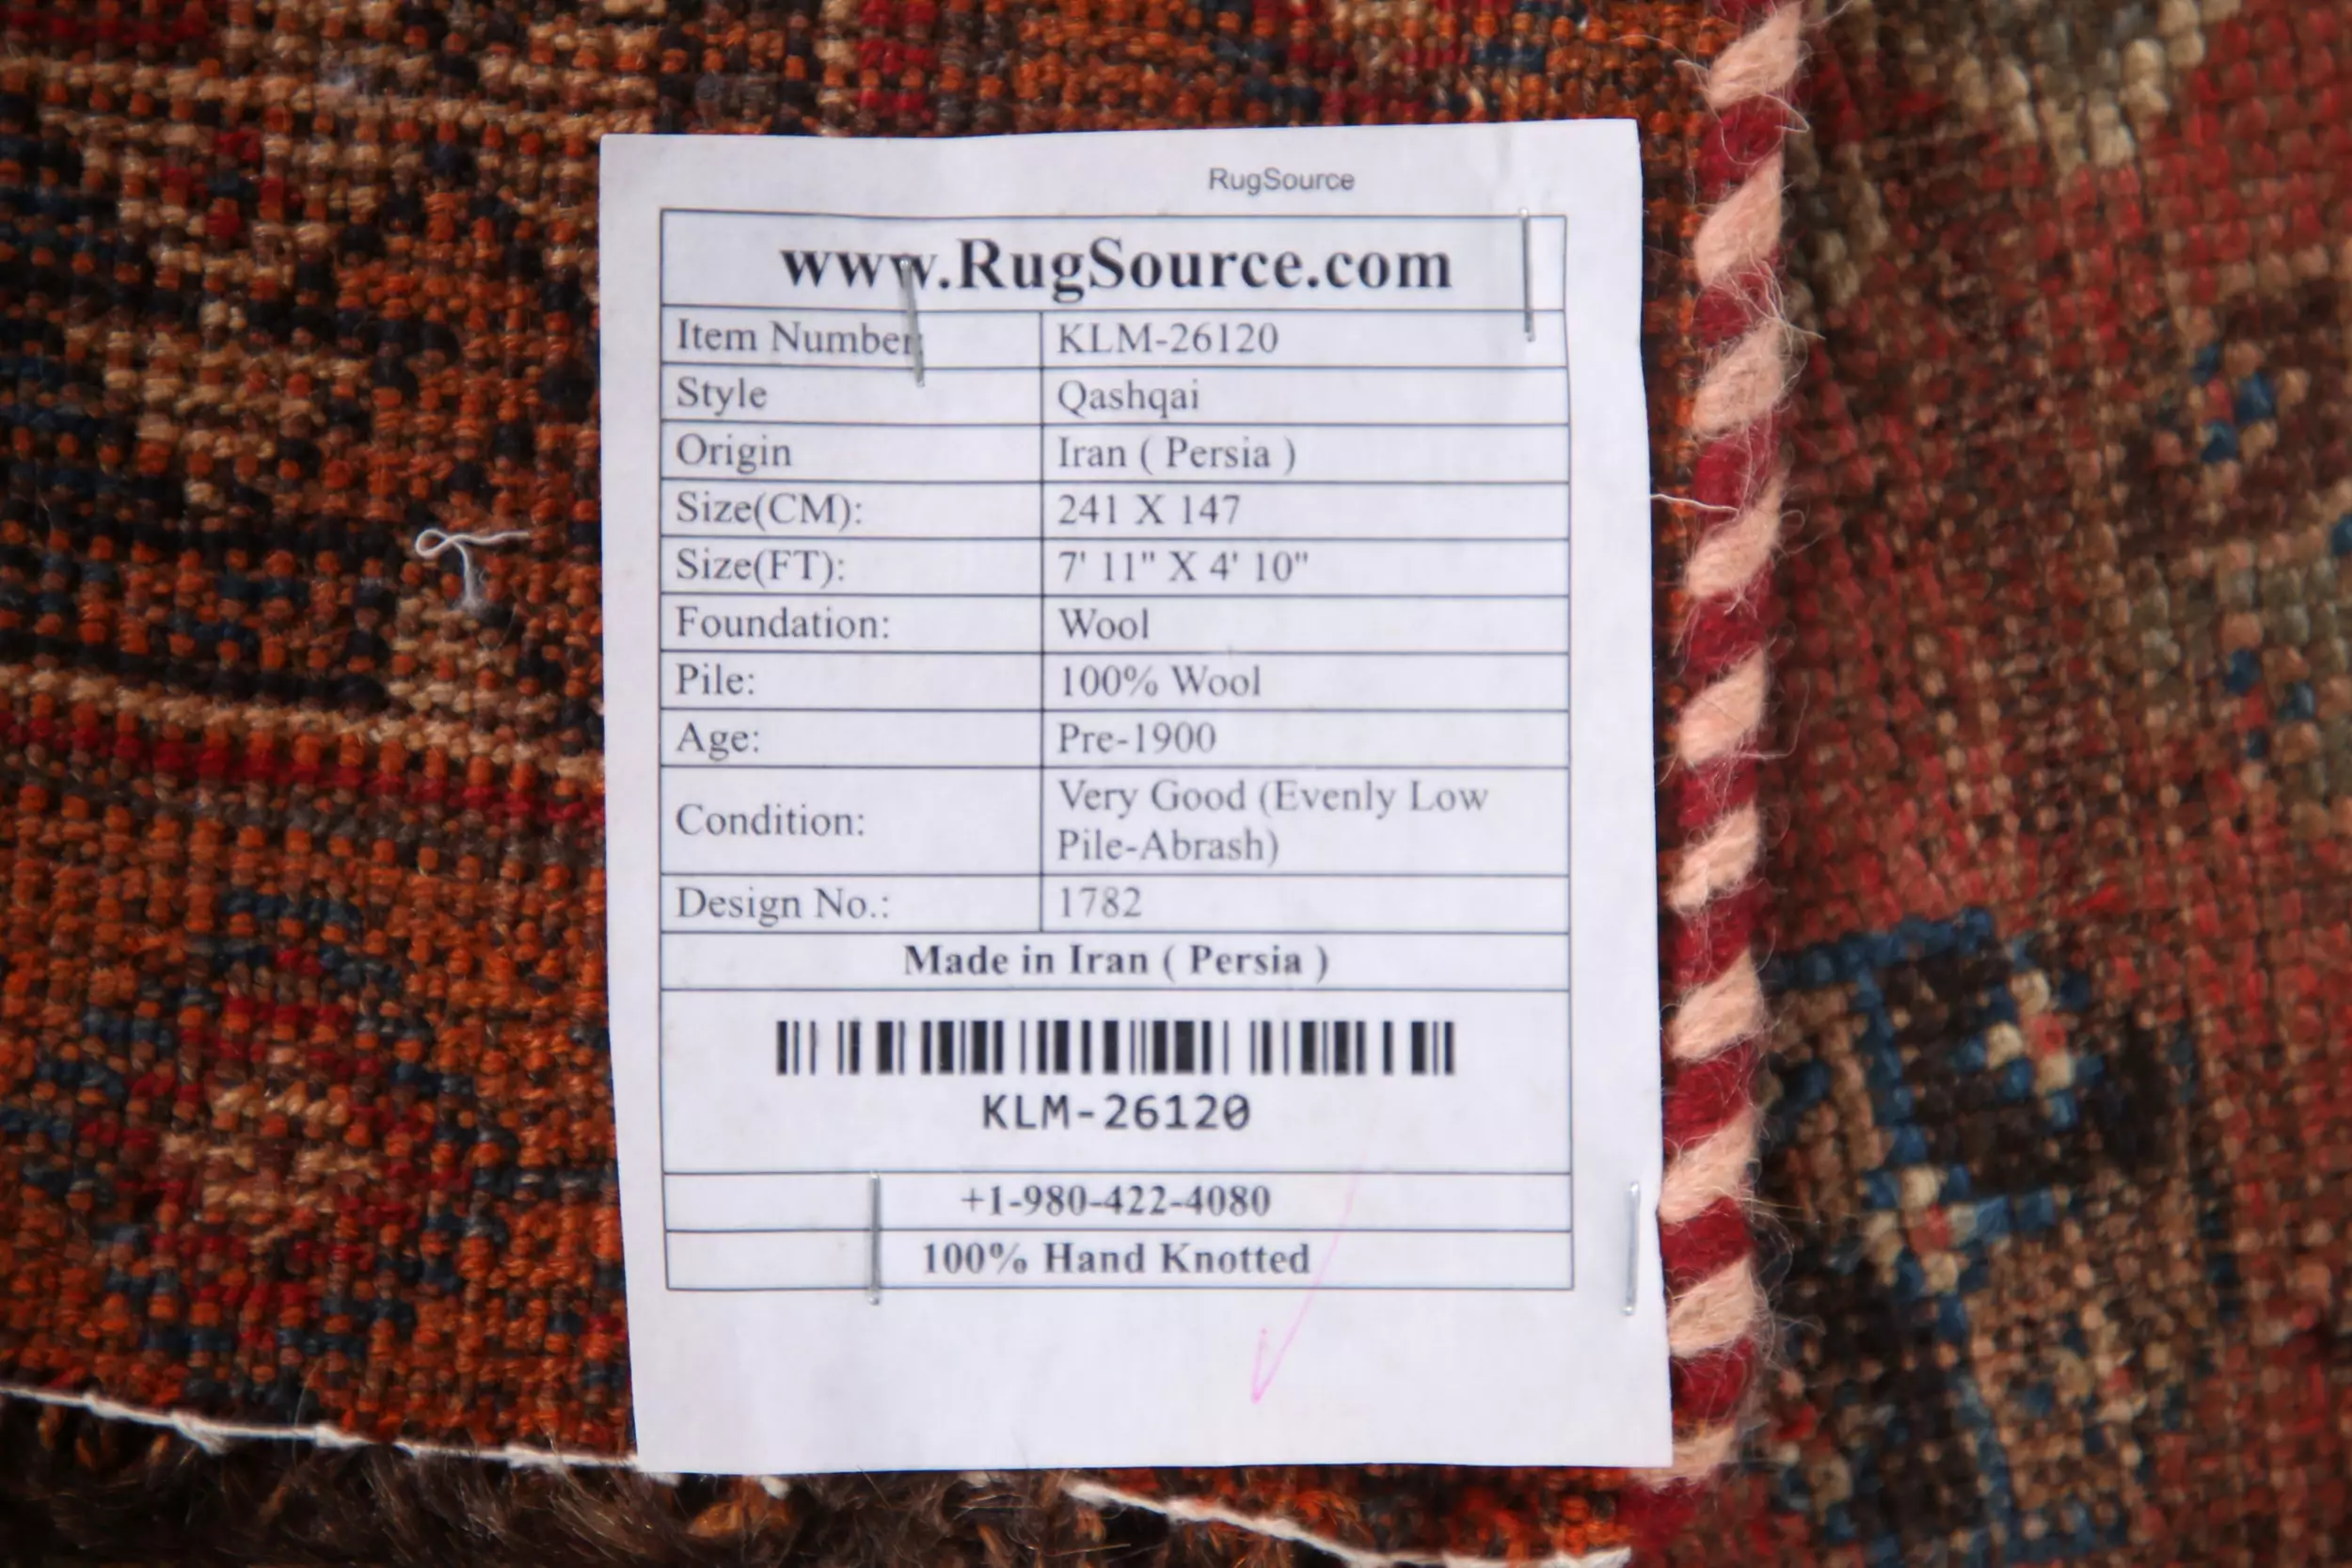 RugSource
www.RugSource.com
Item Number: KLM-26120
Style Qashqai
Origin Iran ( Persia )
Size(CM): 241 X 147
Size(FT): 7' 11" X 4' 10"
Foundation: Wool
Pile: 100% Wool
Age: Pre-1900
Condition: Very Good (Evenly Low
Pile-Abrash)
Design No.: 1782
Made in Iran ( Persia )
KLM-26120
+1-980-422-4080
100% Hand Knotted